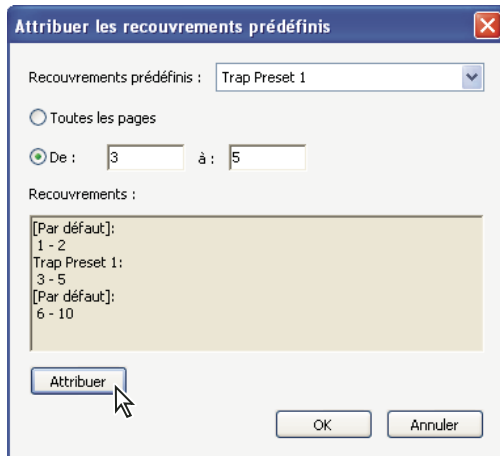 Attribuer les recouvrements prédéfinis
Recouvrements prédéfinis : Trap Preset 1
Toutes les pages
De : 3 à : 5
Recouvrements :
[Par défaut]:
1 - 2
Trap Preset 1:
3 - 5
[Par défaut]:
6 - 10
Attribuer
OK Annuler